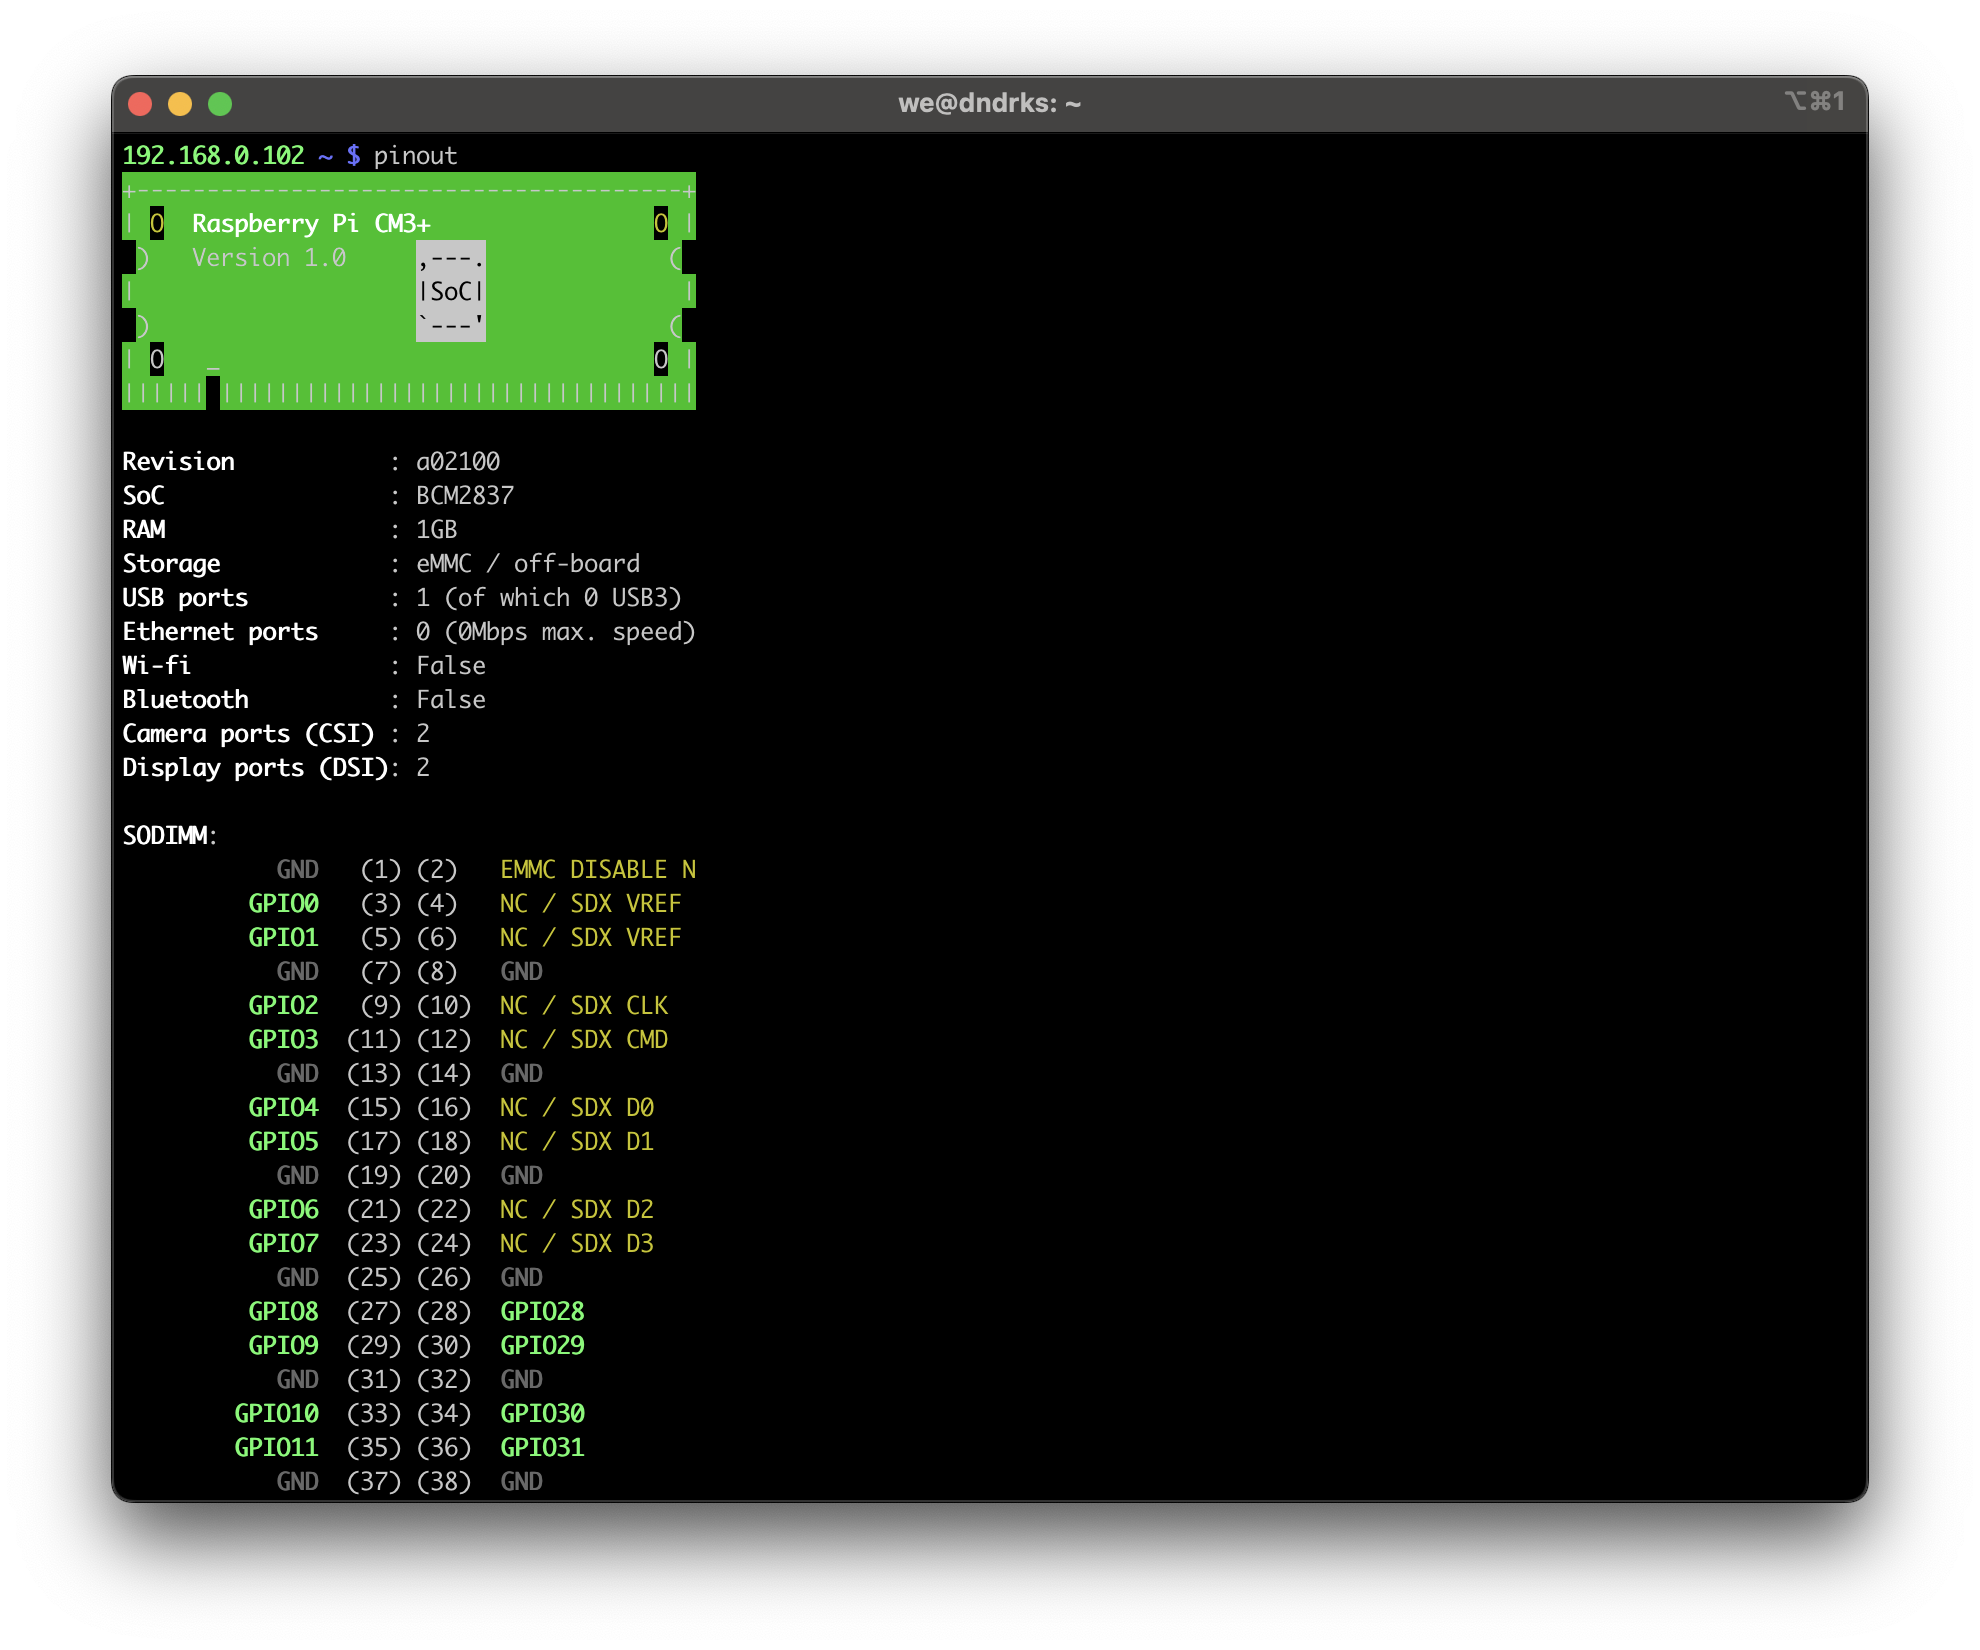 we@dndrks: ~
⌥⌘1
192.168.0.102 ~ $ pinout
+---------------------------------------+
| O  Raspberry Pi CM3+                O |
 )   Version 1.0     ,---.             (
|                    |SoC|              |
 )                   `---'             (
| O   _                               O |
|||||| ||||||||||||||||||||||||||||||||||
Revision           : a02100
SoC                : BCM2837
RAM                : 1GB
Storage            : eMMC / off-board
USB ports          : 1 (of which 0 USB3)
Ethernet ports     : 0 (0Mbps max. speed)
Wi-fi              : False
Bluetooth          : False
Camera ports (CSI) : 2
Display ports (DSI): 2
SODIMM:
GND (1) (2) EMMC DISABLE N
GPIO0 (3) (4) NC / SDX VREF
GPIO1 (5) (6) NC / SDX VREF
GND (7) (8) GND
GPIO2 (9) (10) NC / SDX CLK
GPIO3 (11) (12) NC / SDX CMD
GND (13) (14) GND
GPIO4 (15) (16) NC / SDX D0
GPIO5 (17) (18) NC / SDX D1
GND (19) (20) GND
GPIO6 (21) (22) NC / SDX D2
GPIO7 (23) (24) NC / SDX D3
GND (25) (26) GND
GPIO8 (27) (28) GPIO28
GPIO9 (29) (30) GPIO29
GND (31) (32) GND
GPIO10 (33) (34) GPIO30
GPIO11 (35) (36) GPIO31
GND (37) (38) GND